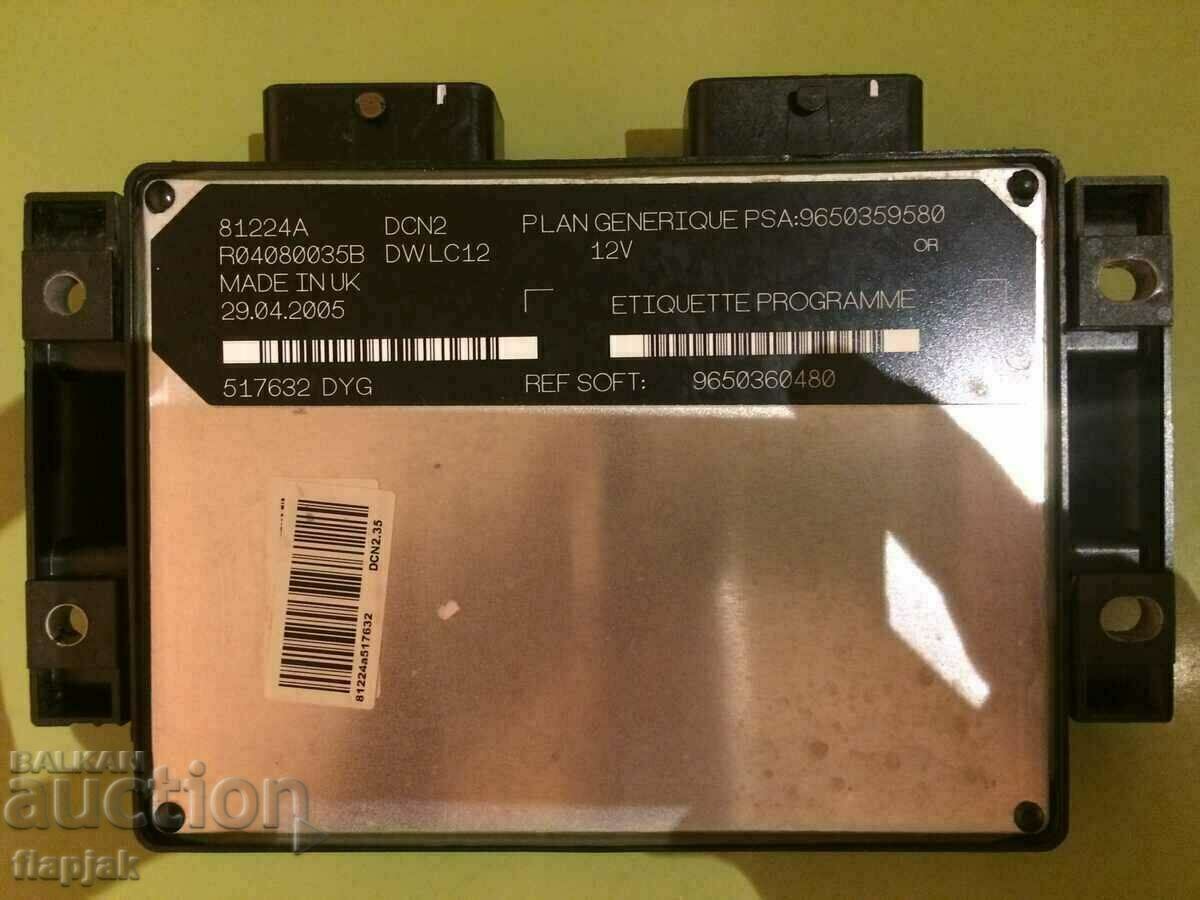 81224A DCN2 PLAN GENERIQUE PSA:9650359580
R04080035B DWLC12 12V OR
MADE IN UK
29.04.2005 ETIQUETTE PROGRAMME
517632 DYG REF SOFT: 9650360480
DCN2.35
81224a517632
BALKAN
auction
flapjak